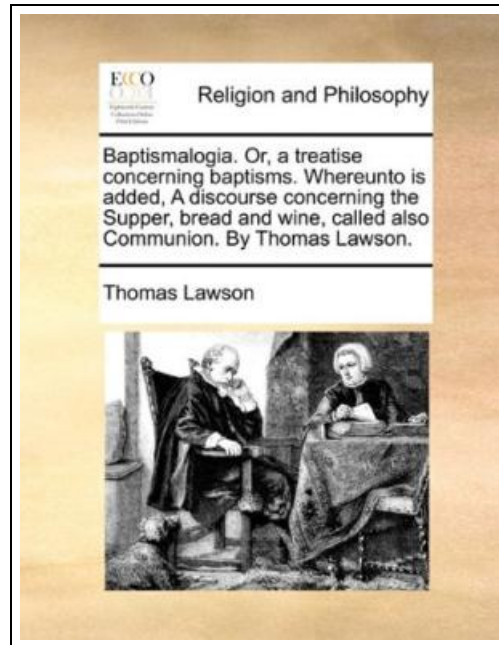 ECCO
Religion and Philosophy
Baptismalogia. Or, a treatise
concerning baptisms. Whereunto is
added, A discourse concerning the
Supper, bread and wine, called also
Communion. By Thomas Lawson.
Thomas Lawson